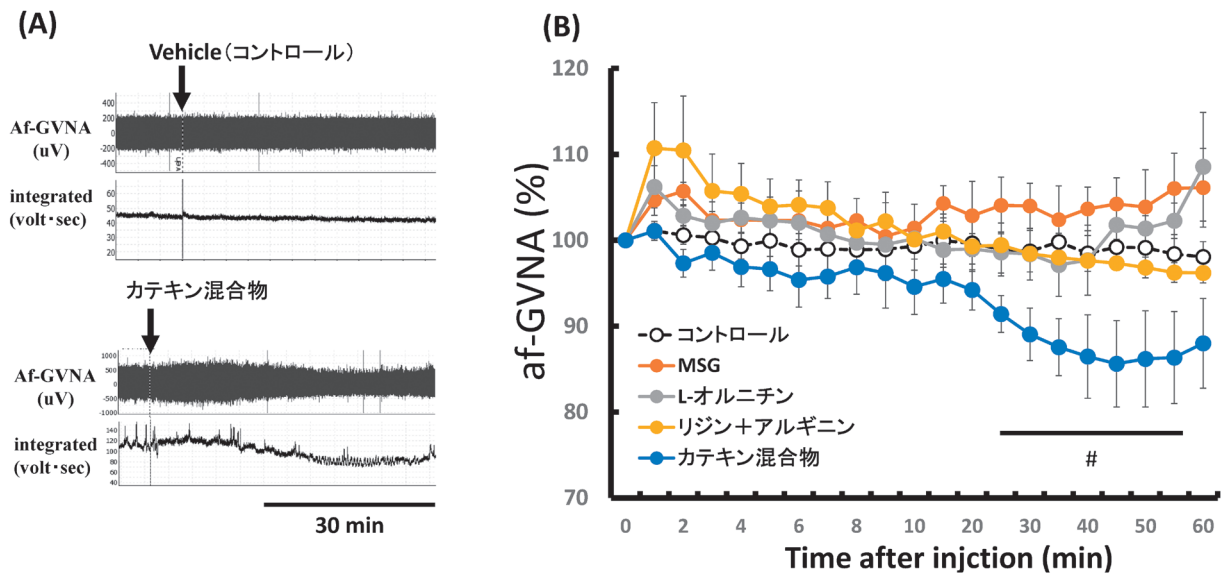 (A)
Vehicle(コントロール)
Af-GVNA
(uV)
400
200
0
-200
-400
integrated
(volt・sec)
60
50
40
30
20
カテキン混合物
Af-GVNA
(uV)
1000
500
0
-500
-1000
integrated
(volt・sec)
140
120
100
80
60
40
30 min
(B)
af-GVNA (%)
120
110
100
90
80
70
コントロール
MSG
L-オルニチン
リジン+アルギニン
カテキン混合物
#
0 2 4 6 8 10 20 30 40 50 60
Time after injction (min)